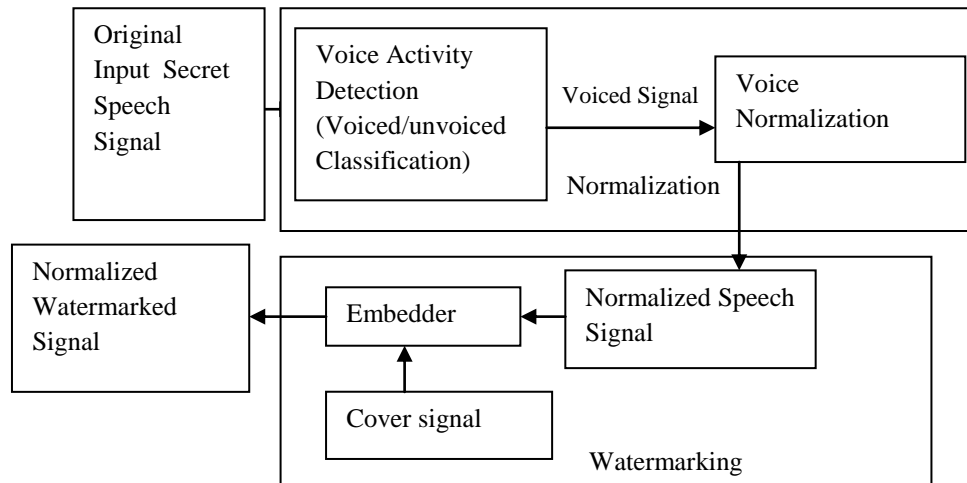 Original
Input Secret
Speech
Signal
Voice Activity
Detection
(Voiced/unvoiced
Classification)
Voiced Signal
Voice
Normalization
Normalization
Normalized
Watermarked
Signal
Embedder
Normalized Speech
Signal
Cover signal
Watermarking